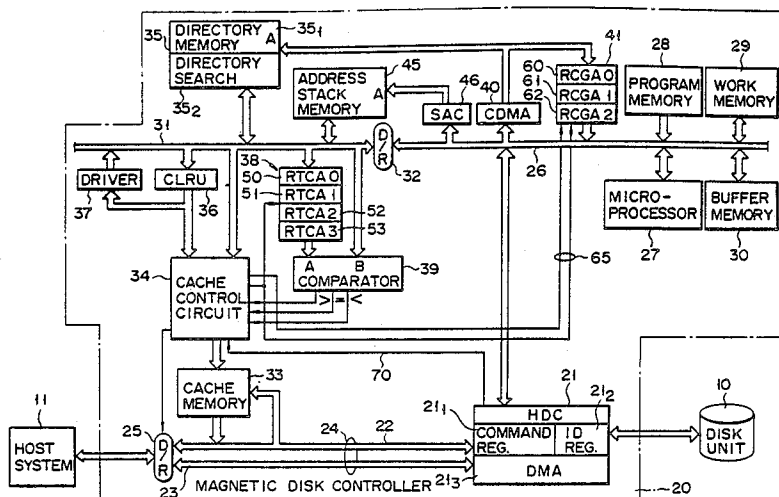 35₁
35₁
DIRECTORY
MEMORY A
DIRECTORY
SEARCH
35₂
45
ADDRESS
STACK
MEMORY A
46
SAC
40
CDMA
41
60
RCGA 0
61
RCGA 1
62
RCGA 2
28
PROGRAM
MEMORY
29
WORK
MEMORY
31
D/R
32
26
DRIVER
37
CLRU
36
38
50
RTCA 0
51
RTCA 1
RTCA 2
52
RTCA 3
53
A B
COMPARATOR
39
> = <
MICRO-
PROCESSOR
27
BUFFER
MEMORY
30
65
34
CACHE
CONTROL
CIRCUIT
70
33
CACHE
MEMORY
11
HOST
SYSTEM
25
D/R
24
22
23
21
21₁
21₂
HDC
COMMAND
REG.
ID
REG.
DMA
21₃
10
DISK
UNIT
20
MAGNETIC DISK CONTROLLER